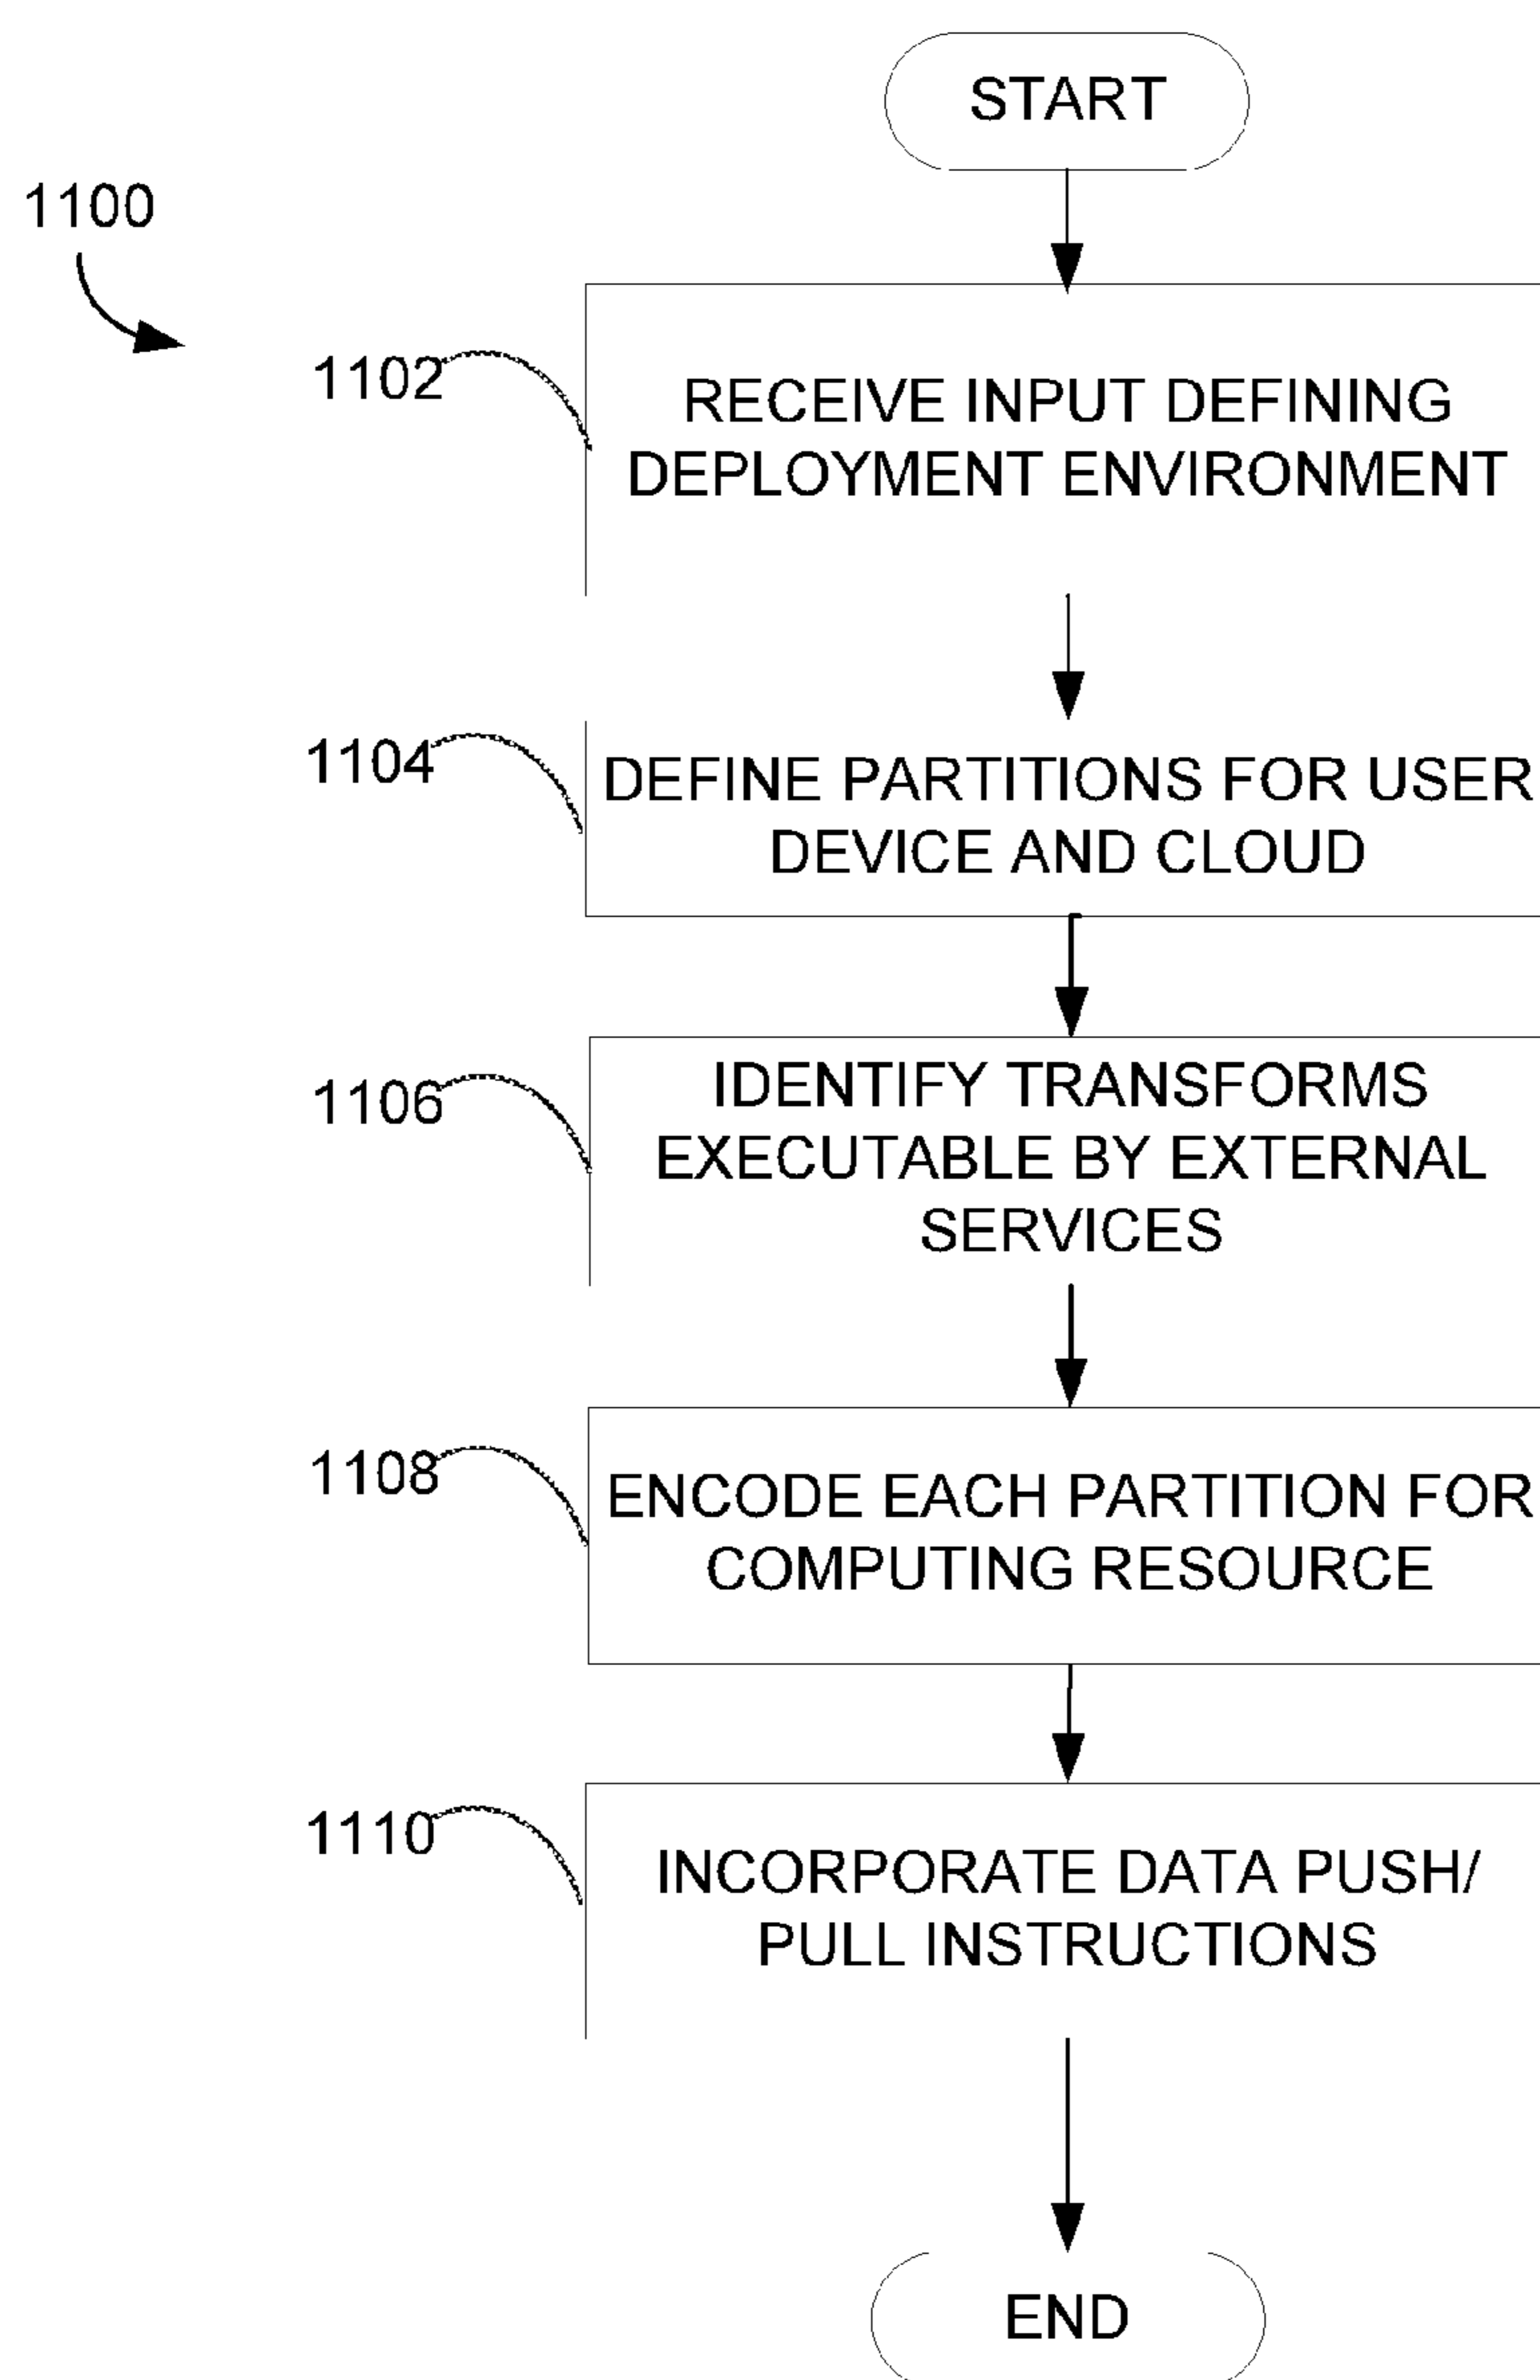 START
1100
1102
RECEIVE INPUT DEFINING
DEPLOYMENT ENVIRONMENT
1104
DEFINE PARTITIONS FOR USER
DEVICE AND CLOUD
1106
IDENTIFY TRANSFORMS
EXECUTABLE BY EXTERNAL
SERVICES
1108
ENCODE EACH PARTITION FOR
COMPUTING RESOURCE
1110
INCORPORATE DATA PUSH/
PULL INSTRUCTIONS
END